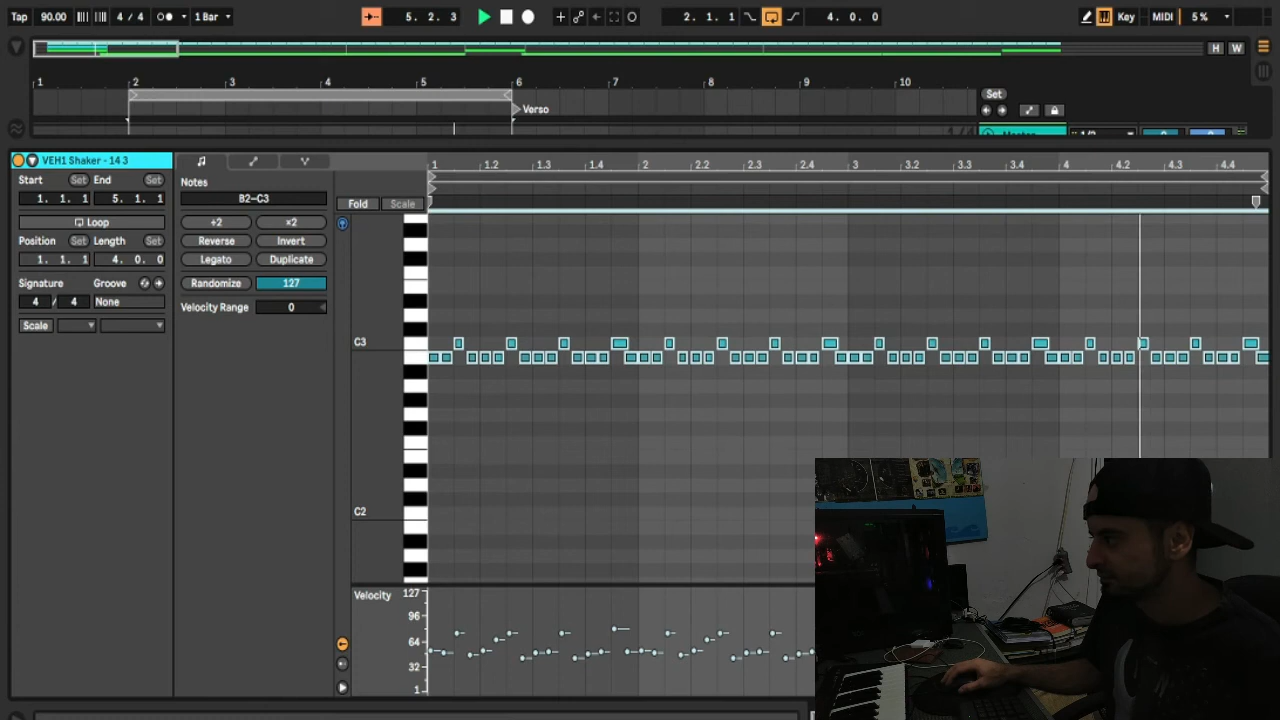 Tap 90.00 4 / 4 1 Bar 5. 2. 3 2. 1. 1 4. 0. 0 Key MIDI 5 %
H W
1 2 3 4 5 6 7 8 9 10 Set
Verso
VEH1 Shaker - 14 3
1 1.2 1.3 1.4 2 2.2 2.3 2.4 3 3.2 3.3 3.4 4 4.2 4.3 4.4
Start Set End Set
1. 1. 1 5. 1. 1
Loop
Position Set Length Set
1. 1. 1 4. 0. 0
Signature Groove
4 / 4 None
Scale
Notes
B2–C3
÷2 ×2
Reverse Invert
Legato Duplicate
Randomize 127
Velocity Range 0
Fold Scale
C3
C2
Velocity
127
96
64
32
1